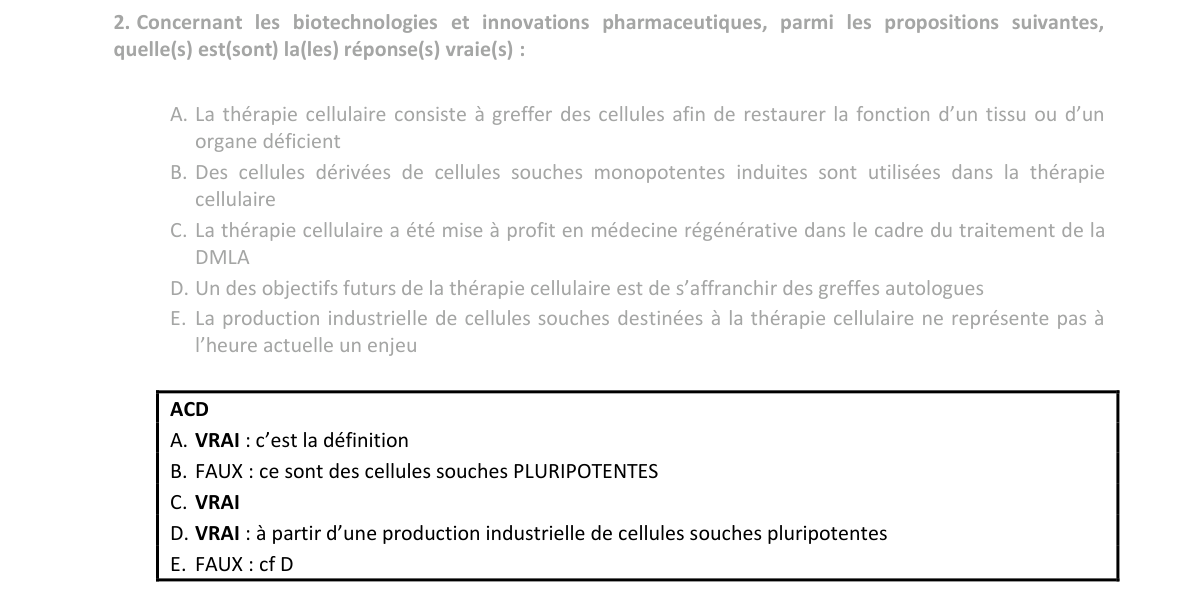 2. Concernant les biotechnologies et innovations pharmaceutiques, parmi les propositions suivantes,
quelle(s) est(sont) la(les) réponse(s) vraie(s) :
A. La thérapie cellulaire consiste à greffer des cellules afin de restaurer la fonction d’un tissu ou d’un
organe déficient
B. Des cellules dérivées de cellules souches monopotentes induites sont utilisées dans la thérapie
cellulaire
C. La thérapie cellulaire a été mise à profit en médecine régénérative dans le cadre du traitement de la
DMLA
D. Un des objectifs futurs de la thérapie cellulaire est de s’affranchir des greffes autologues
E. La production industrielle de cellules souches destinées à la thérapie cellulaire ne représente pas à
l’heure actuelle un enjeu
ACD
A. VRAI : c’est la définition
B. FAUX : ce sont des cellules souches PLURIPOTENTES
C. VRAI
D. VRAI : à partir d’une production industrielle de cellules souches pluripotentes
E. FAUX : cf D